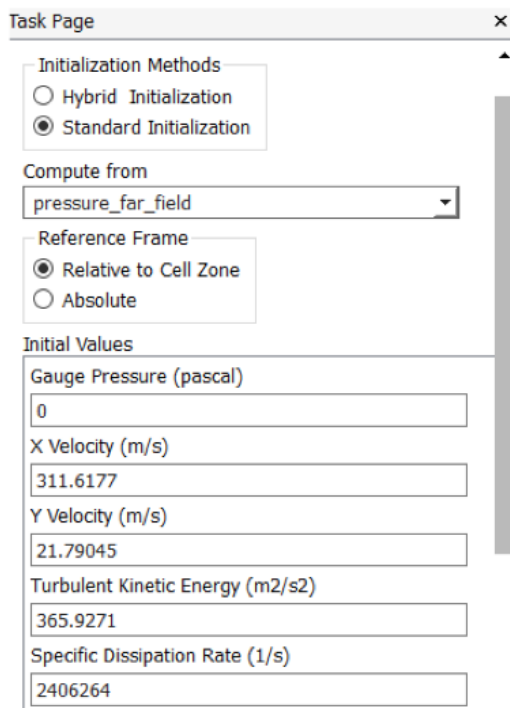 Task Page
Initialization Methods
Hybrid Initialization
Standard Initialization
Compute from
pressure_far_field
Reference Frame
Relative to Cell Zone
Absolute
Initial Values
Gauge Pressure (pascal)
0
X Velocity (m/s)
311.6177
Y Velocity (m/s)
21.79045
Turbulent Kinetic Energy (m2/s2)
365.9271
Specific Dissipation Rate (1/s)
2406264